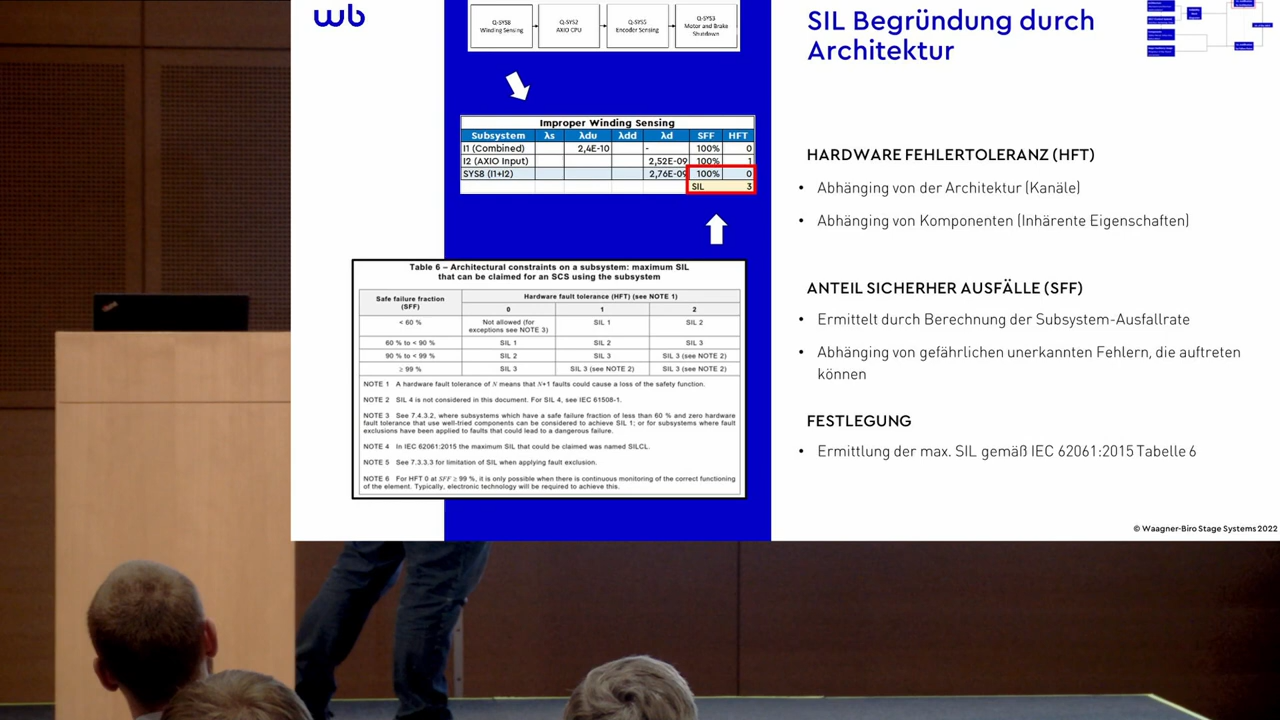 wb
Q-SYS8
Winding Sensing
Q-SYS2
AXIO CPU
Q-SYS5
Encoder Sensing
Q-SYS3
Motor and Brake
Shutdown
SIL Begründung durch
Architektur
Improper Winding Sensing
Subsystem λs λdu λdd λd SFF HFT
I1 (Combined) 2,4E-10 - 100% 0
I2 (AXIO Input) 2,52E-09 100% 1
SYS8 (I1+I2) 2,76E-09 100% 0
SIL 3
Table 6 – Architectural constraints on a subsystem: maximum SIL
that can be claimed for an SCS using the subsystem
Safe failure fraction
(SFF)
Hardware fault tolerance (HFT) (see NOTE 1)
0 1 2
< 60 % Not allowed (for
exceptions see NOTE 3) SIL 1 SIL 2
60 % to < 90 % SIL 1 SIL 2 SIL 3
90 % to < 99 % SIL 2 SIL 3 SIL 3 (see NOTE 2)
≥ 99 % SIL 3 SIL 3 (see NOTE 2) SIL 3 (see NOTE 2)
NOTE 1 A hardware fault tolerance of N means that N+1 faults could cause a loss of the safety function.
NOTE 2 SIL 4 is not considered in this document. For SIL 4, see IEC 61508-1.
NOTE 3 See 7.4.3.2, where subsystems which have a safe failure fraction of less than 60 % and zero hardware
fault tolerance that use well-tried components can be considered to achieve SIL 1; or for subsystems where fault
exclusions have been applied to faults that could lead to a dangerous failure.
NOTE 4 In IEC 62061:2015 the maximum SIL that could be claimed was named SILCL.
NOTE 5 See 7.3.3.3 for limitation of SIL when applying fault exclusion.
NOTE 6 For HFT 0 at SFF ≥ 99 %, it is only possible when there is continuous monitoring of the correct functioning
of the element. Typically, electronic technology will be required to achieve this.
HARDWARE FEHLERTOLERANZ (HFT)
• Abhänging von der Architektur (Kanäle)
• Abhänging von Komponenten (Inhärente Eigenschaften)
ANTEIL SICHERER AUSFÄLLE (SFF)
• Ermittelt durch Berechnung der Subsystem-Ausfallrate
• Abhänging von gefährlichen unerkannten Fehlern, die auftreten
können
FESTLEGUNG
• Ermittlung der max. SIL gemäß IEC 62061:2015 Tabelle 6
© Waagner-Biro Stage Systems 2022